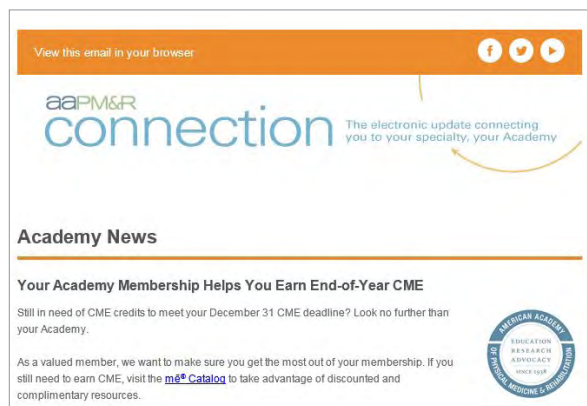 View this email in your browser
aaPM&R
connection
The electronic update connecting
you to your specialty, your Academy
Academy News
Your Academy Membership Helps You Earn End-of-Year CME
Still in need of CME credits to meet your December 31 CME deadline? Look no further than
your Academy.
As a valued member, we want to make sure you get the most out of your membership. If you
still need to earn CME, visit the mē® Catalog to take advantage of discounted and
complimentary resources.
AMERICAN ACADEMY
OF PHYSICAL MEDICINE & REHABILITATION
EDUCATION
RESEARCH
ADVOCACY
SINCE 1938